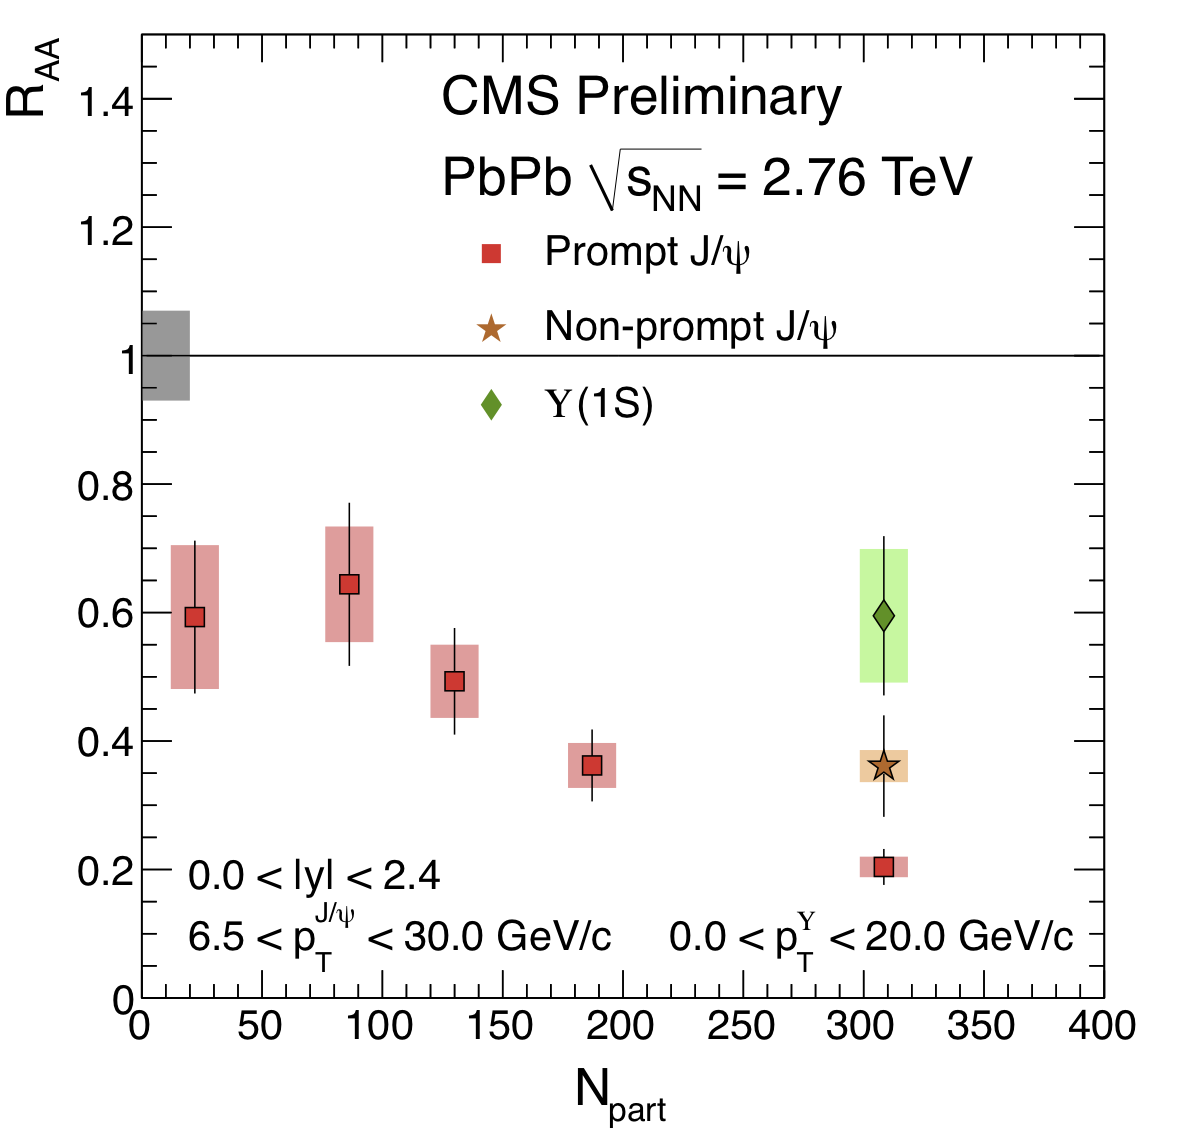 R_AA
CMS Preliminary
PbPb √s_NN = 2.76 TeV
Prompt J/ψ
Non-prompt J/ψ
Υ(1S)
1.4
1.2
1
0.8
0.6
0.4
0.2
0
0.0 < |y| < 2.4
6.5 < p_T^J/ψ < 30.0 GeV/c
0.0 < p_T^Υ < 20.0 GeV/c
0 50 100 150 200 250 300 350 400
N_part